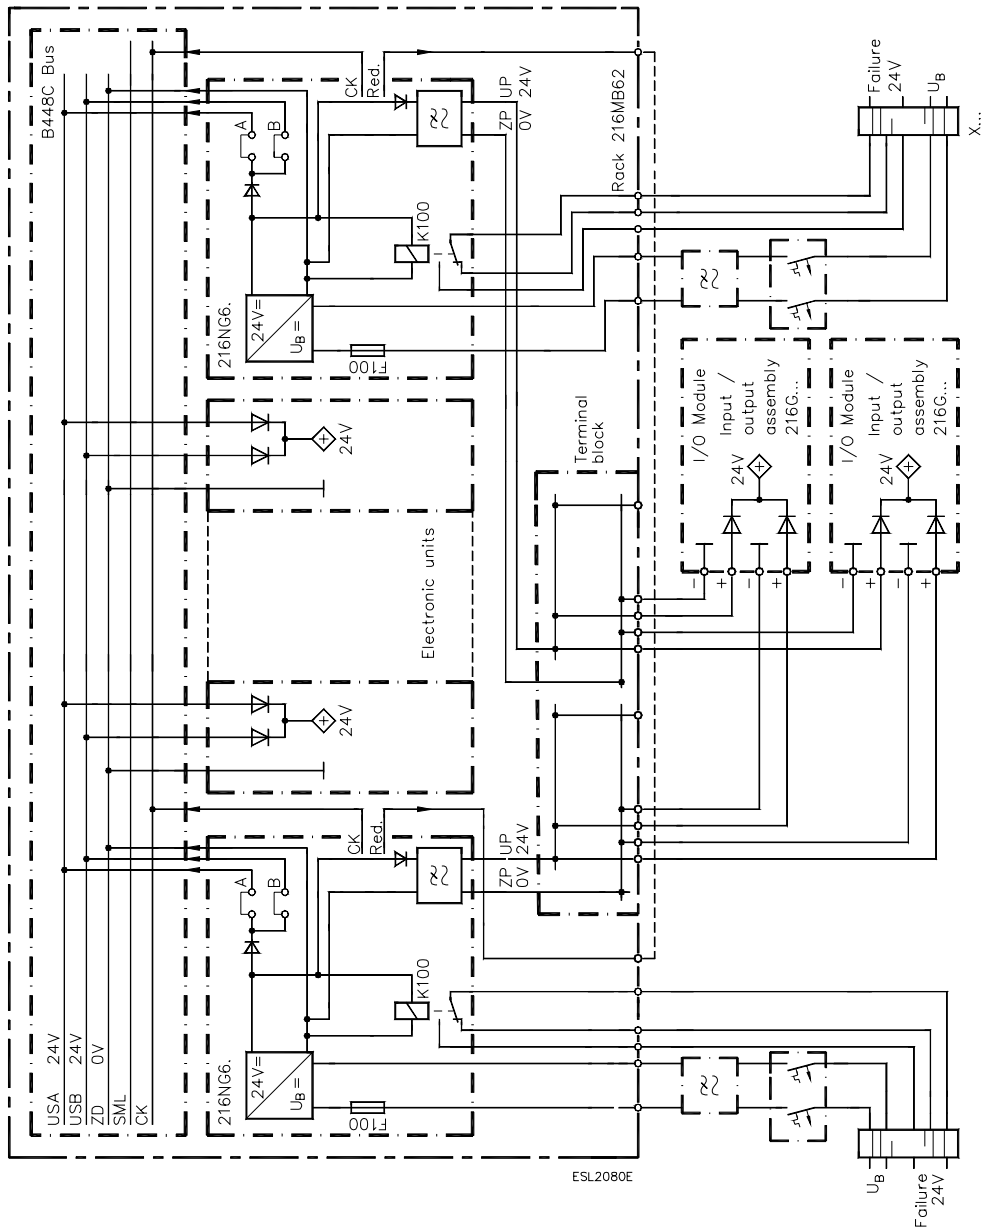 B448C Bus
USA 24V
USB 24V
ZD 0V
SML
CK
216NG6.
24V=
UB=
F100
A
B
K100
CK
Red.
UP 24V
ZP 0V
Rack 216MB62
24V
Electronic units
24V
216NG6.
24V=
UB=
F100
A
B
K100
CK
Red.
UP 24V
ZP 0V
Terminal
block
I/O Module
Input /
output
assembly
216G...
24V
-
+
-
+
I/O Module
Input /
output
assembly
216G...
24V
-
+
-
+
Failure
24V
UB
X...
UB
Failure
24V
ESL2080E